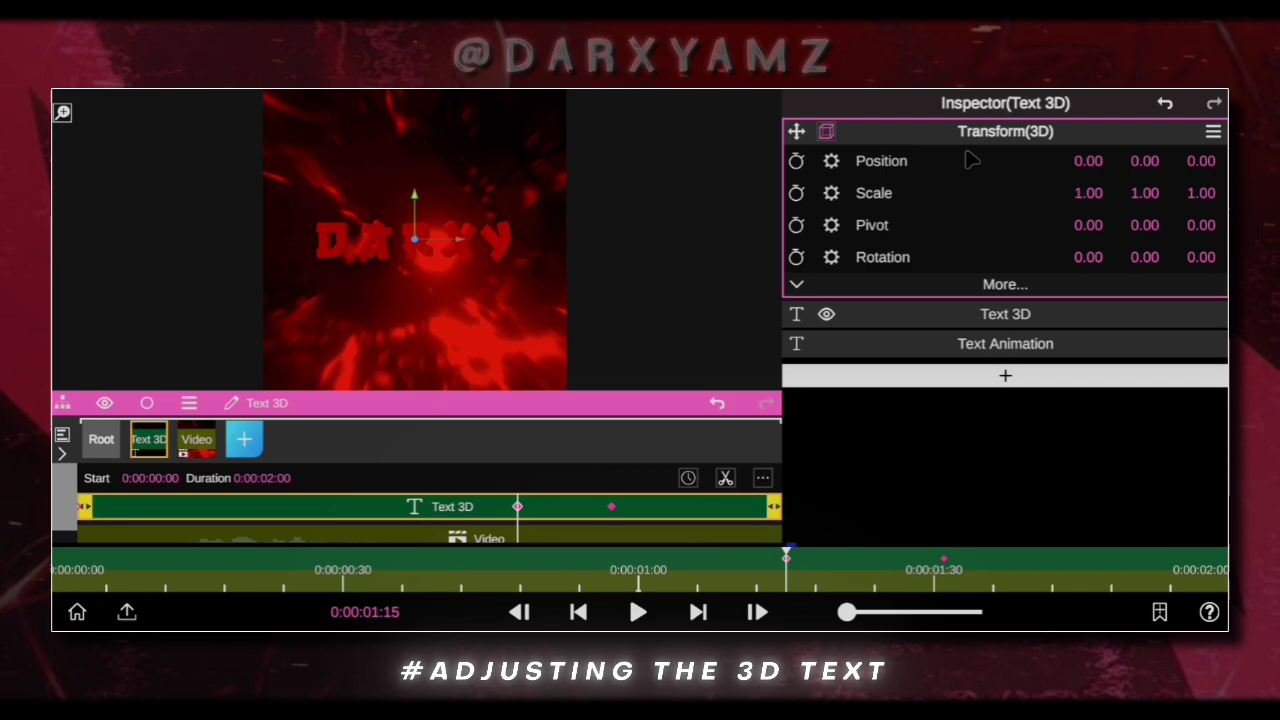 @DARXYAMZ
Inspector(Text 3D)
Transform(3D)
Position 0.00 0.00 0.00
Scale 1.00 1.00 1.00
Pivot 0.00 0.00 0.00
Rotation 0.00 0.00 0.00
More...
Text 3D
Text Animation
+
Text 3D
Root Text 3D Video +
Start 0:00:00:00 Duration 0:00:02:00
Text 3D
Video
:00:00:00 0:00:00:30 0:00:01:00 0:00:01:30 0:00:02:00
0:00:01:15
#ADJUSTING THE 3D TEXT